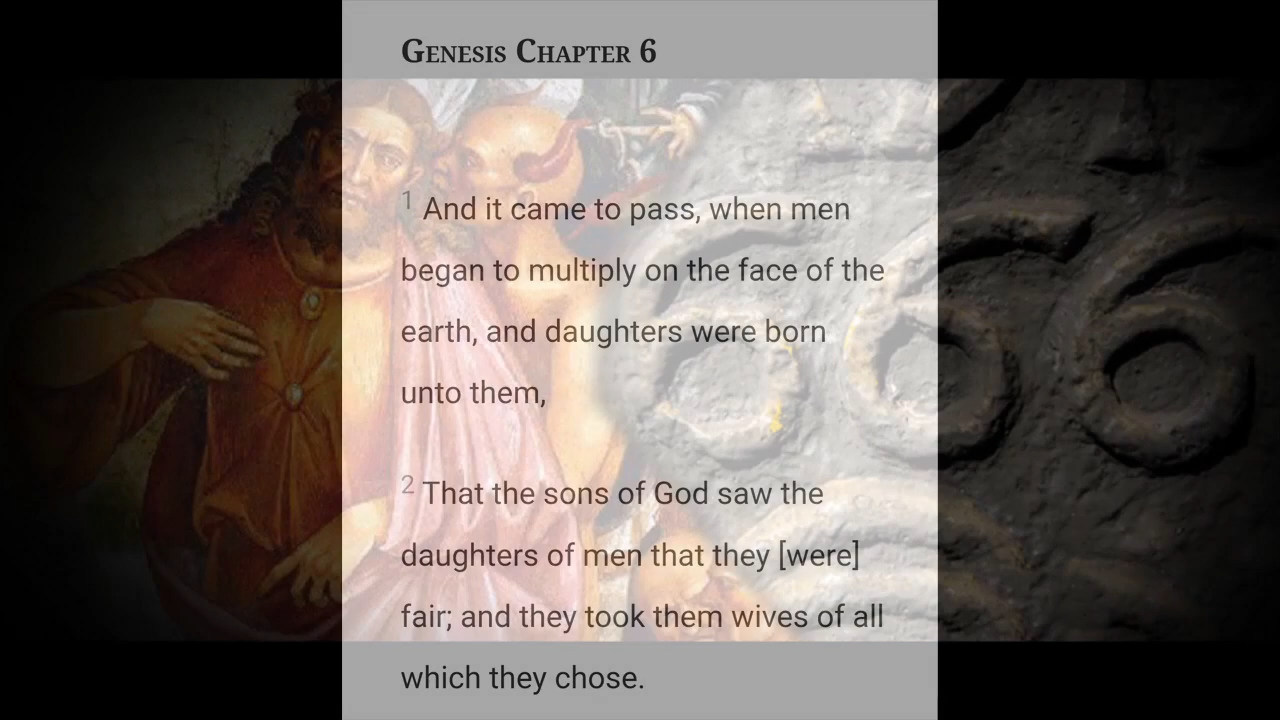 Genesis Chapter 6
1 And it came to pass, when men
began to multiply on the face of the
earth, and daughters were born
unto them,
2 That the sons of God saw the
daughters of men that they [were]
fair; and they took them wives of all
which they chose.
666